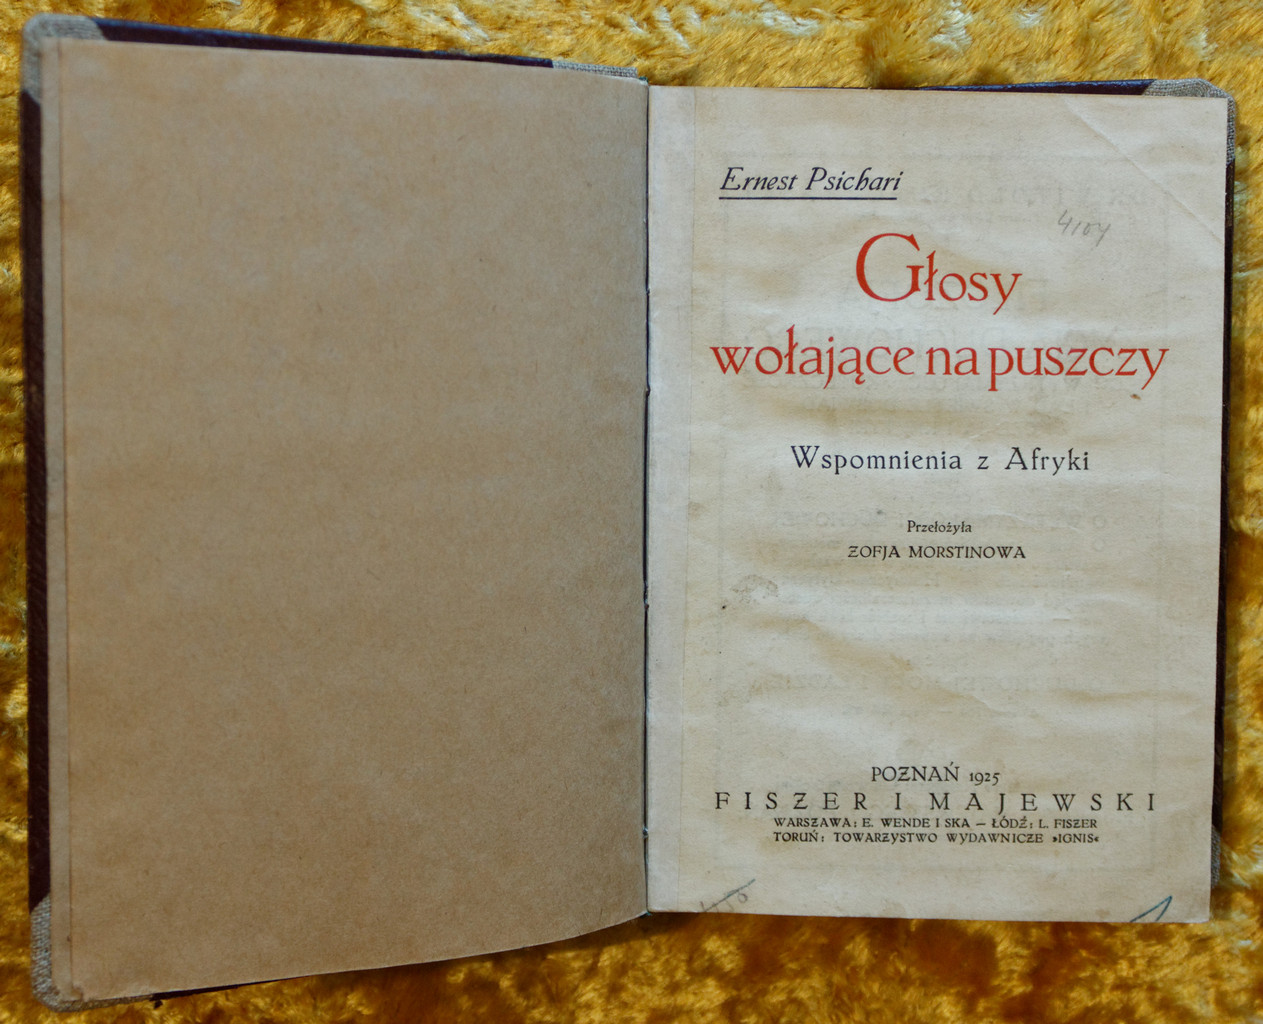 Ernest Psichari
4104
Głosy
wołające na puszczy
Wspomnienia z Afryki
Przełożyła
ZOFJA MORSTINOWA
POZNAŃ 1925
FISZER I MAJEWSKI
WARSZAWA: E. WENDE I SKA — ŁÓDŹ: L. FISZER
TORUŃ: TOWARZYSTWO WYDAWNICZE »IGNIS«